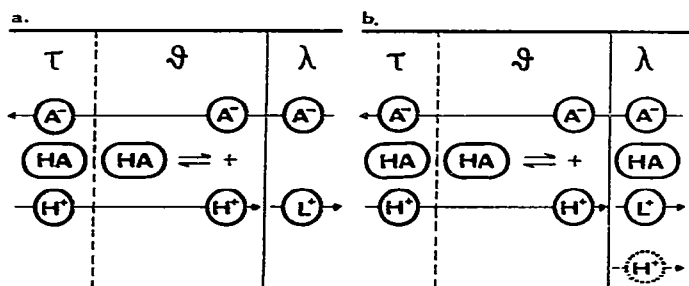 a. b.
τ ϑ λ τ ϑ λ
A⁻ A⁻ A⁻ A⁻ A⁻ A⁻
HA HA ⇌ + HA HA ⇌ + HA
H⁺ H⁺ L⁺ H⁺ H⁺ L⁺
H⁺